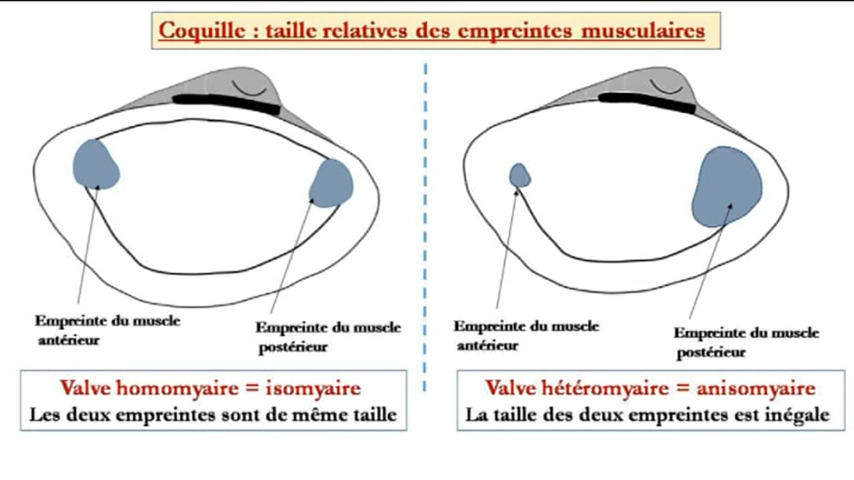 Coquille : taille relatives des empreintes musculaires
Empreinte du muscle
antérieur
Empreinte du muscle
postérieur
Valve homomyaire = isomyaire
Les deux empreintes sont de même taille
Empreinte du muscle
antérieur
Empreinte du muscle
postérieur
Valve hétéromyaire = anisomyaire
La taille des deux empreintes est inégale